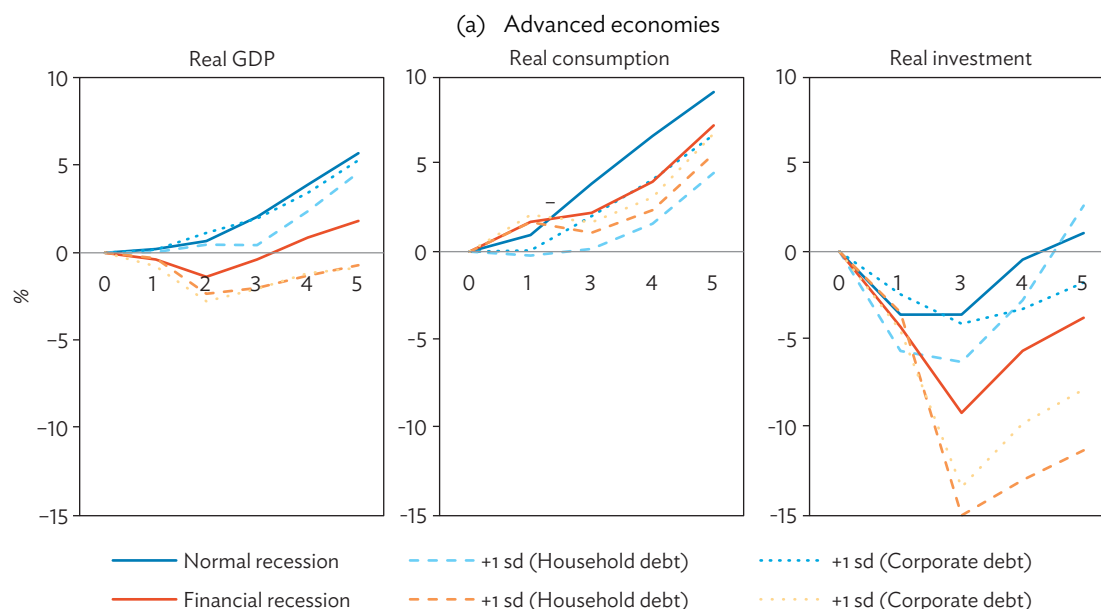 (a) Advanced economies
Real GDP
Real consumption
Real investment
10
5
0
−5
−10
−15
%
0 1 2 3 4 5
10
5
0
−5
−10
−15
–
0 1 3 4 5
10
5
0
−5
−10
−15
0 1 3 4 5
Normal recession
+1 sd (Household debt)
+1 sd (Corporate debt)
Financial recession
+1 sd (Household debt)
+1 sd (Corporate debt)